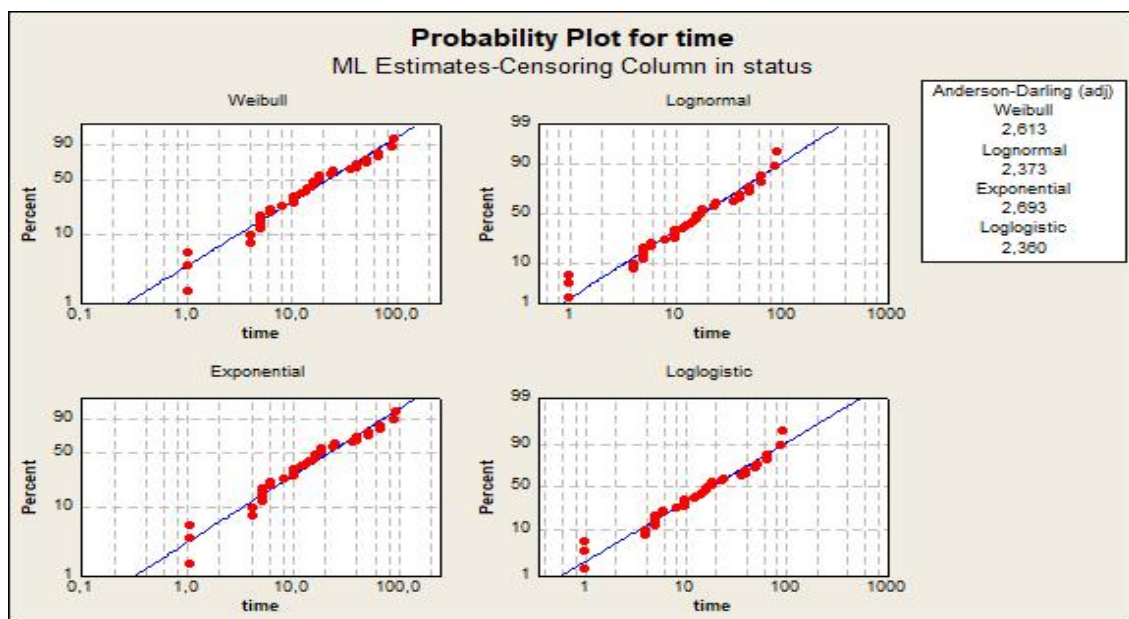 Probability Plot for time
ML Estimates-Censoring Column in status
Weibull
Percent
90
50
10
1
0,1
1,0
10,0
100,0
time
Lognormal
Percent
99
90
50
10
1
1
10
100
1000
time
Exponential
Percent
90
50
10
1
0,1
1,0
10,0
100,0
time
Loglogistic
Percent
99
90
50
10
1
1
10
100
1000
time
Anderson-Darling (adj)
Weibull
2,613
Lognormal
2,373
Exponential
2,693
Loglogistic
2,360